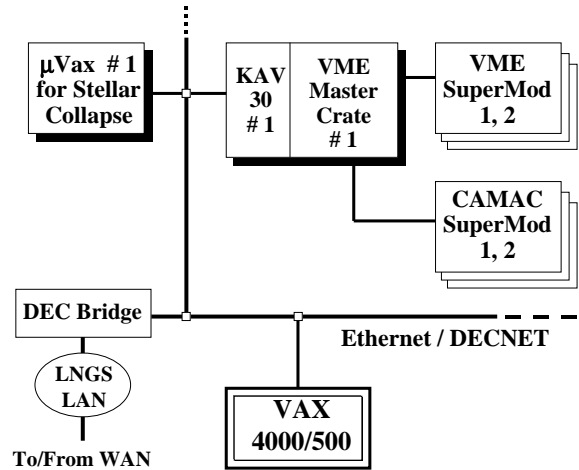 μVax # 1
for Stellar
Collapse
KAV
30
# 1
VME
Master
Crate
# 1
VME
SuperMod
1, 2
CAMAC
SuperMod
1, 2
DEC Bridge
Ethernet / DECNET
LNGS
LAN
VAX
4000/500
To/From WAN